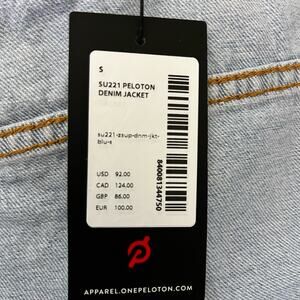 S
SU221 PELOTON
DENIM JACKET
su221-zsup-dnm-jkt-
blu-s
USD 92.00
CAD 124.00
GBP 86.00
EUR 100.00
840081344750
APPAREL.ONEPELOTON.COM